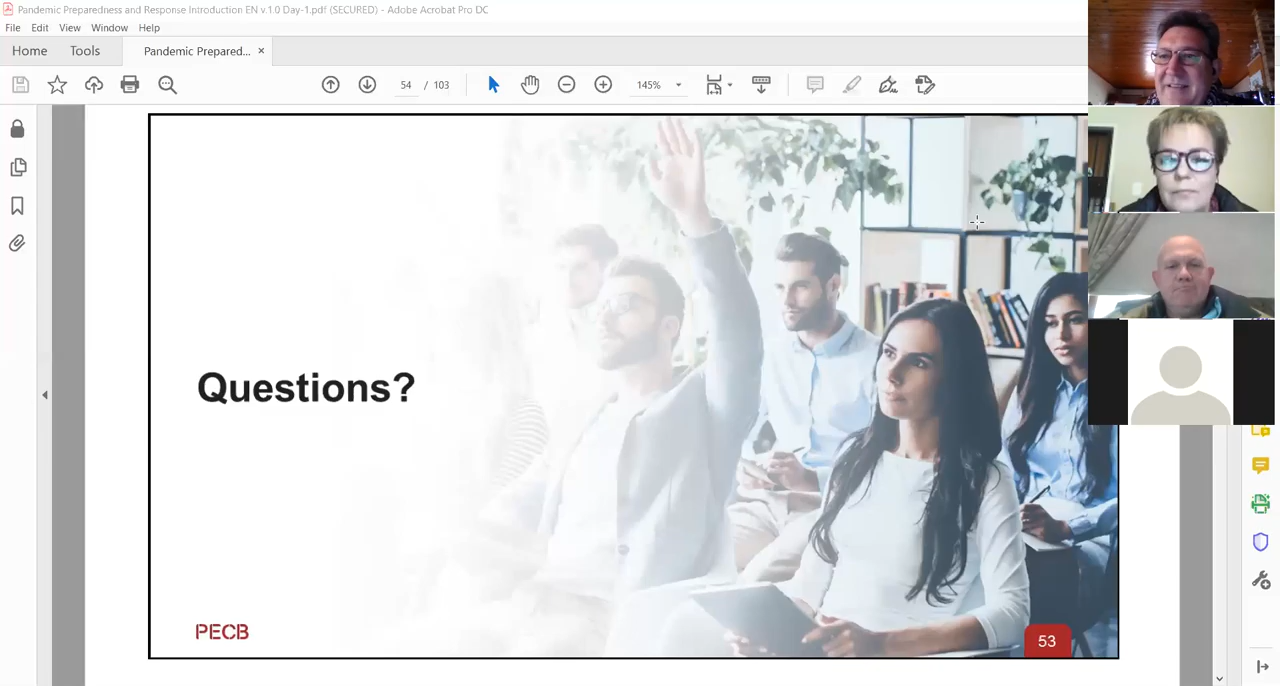 Pandemic Preparedness and Response Introduction EN v.1.0 Day-1.pdf (SECURED) - Adobe Acrobat Pro DC
File Edit View Window Help
Home Tools Pandemic Prepared... ×
54 / 103 145%
Questions?
PECB
53